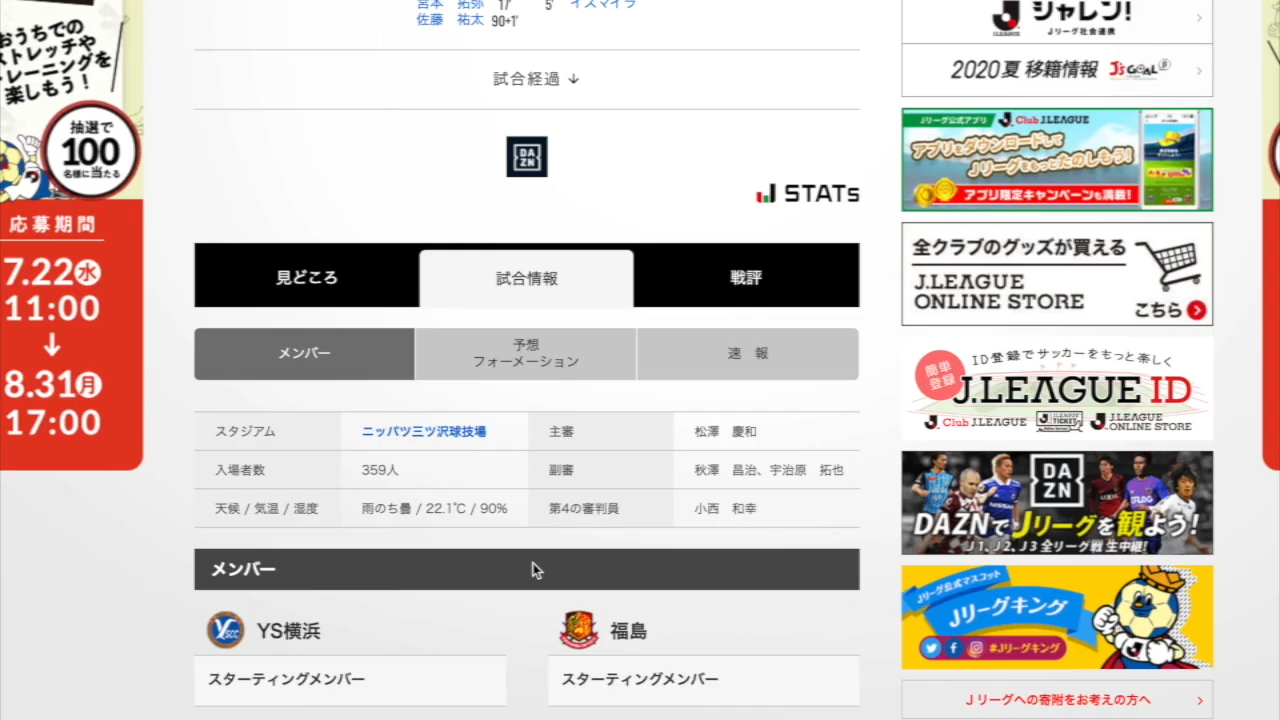 宮本 拓弥 17' 5' イスマイラ
佐藤 祐太 90+1'
試合経過 ↓
DAZN
STATs
見どころ 試合情報 戦評
メンバー
予想
フォーメーション
速 報
スタジアム ニッパツ三ツ沢球技場 主審 松澤 慶和
入場者数 359人 副審 秋澤 昌治、宇治原 拓也
天候 / 気温 / 湿度 雨のち曇 / 22.1℃ / 90% 第4の審判員 小西 和幸
メンバー
YS横浜 福島
スターティングメンバー スターティングメンバー
おうちでの
ストレッチや
トレーニングを
楽しもう!
抽選で
100
名様に当たる
応募期間
7.22水
11:00
↓
8.31月
17:00
シャレン!
Jリーグ社会連携
2020夏 移籍情報 J'sGOAL
Jリーグ公式アプリ Club J.LEAGUE
アプリをダウンロードして
Jリーグをもっとたのしもう!
アプリ限定キャンペーンも満載!
全クラブのグッズが買える
J.LEAGUE
ONLINE STORE
こちら
ID登録でサッカーをもっと楽しく
簡単
登録
J.LEAGUE ID
Club J.LEAGUE J.LEAGUE TICKET J.LEAGUE ONLINE STORE
DAZN
DAZNでJリーグを観よう!
J1、J2、J3 全リーグ戦 生中継!
Jリーグ公式マスコット
Jリーグキング
#Jリーグキング
Jリーグへの寄附をお考えの方へ